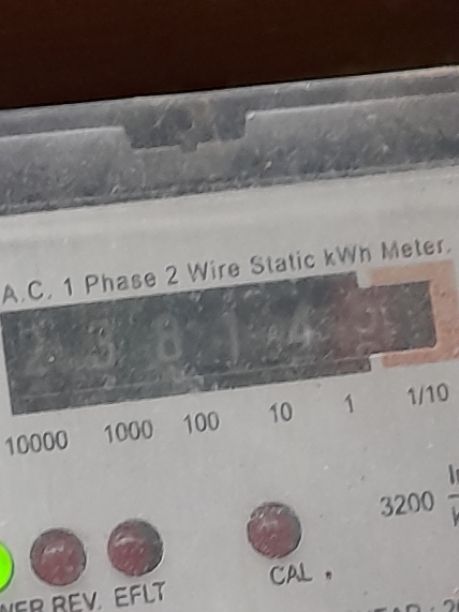 A.C. 1 Phase 2 Wire Static kWh Meter.
2 3 8 1 4
10000 1000 100 10 1 1/10
3200
REV. EFLT
CAL .